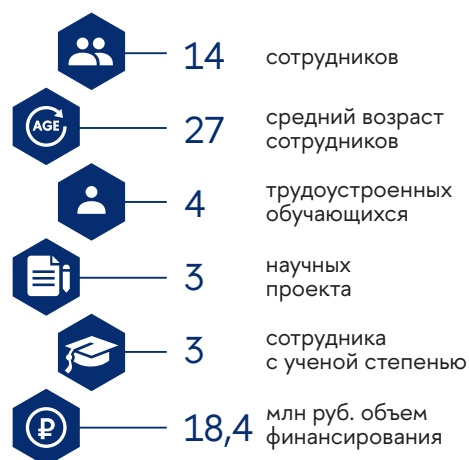 14 сотрудников
AGE
27 средний возраст
сотрудников
4 трудоустроенных
обучающихся
3 научных
проекта
3 сотрудника
с ученой степенью
₽
18,4 млн руб. объем
финансирования